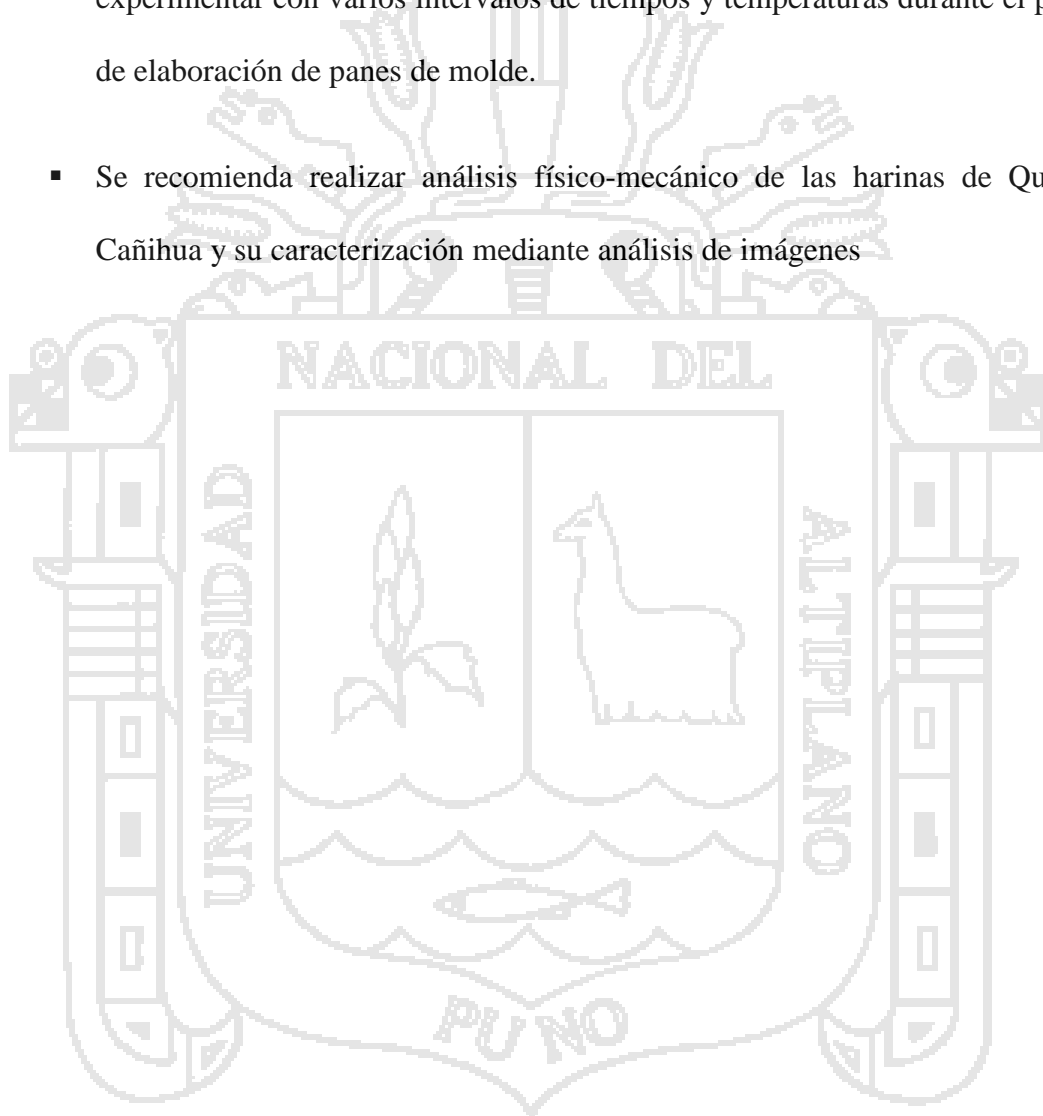 experimentar con varios intervalos de tiempos y temperaturas durante el p
de elaboración de panes de molde.
▪ Se recomienda realizar análisis físico-mecánico de las harinas de Qu
Cañihua y su caracterización mediante análisis de imágenes
NACIONAL DEL
UNIVERSIDAD
ALTIPLANO
PUNO